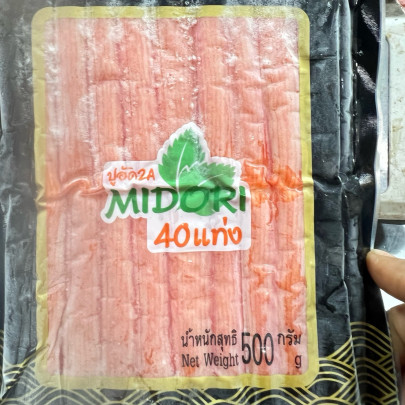 ปูอัด2A
MIDORI
40แท่ง
น้ำหนักสุทธิ 500 กรัม
Net Weight 500 g